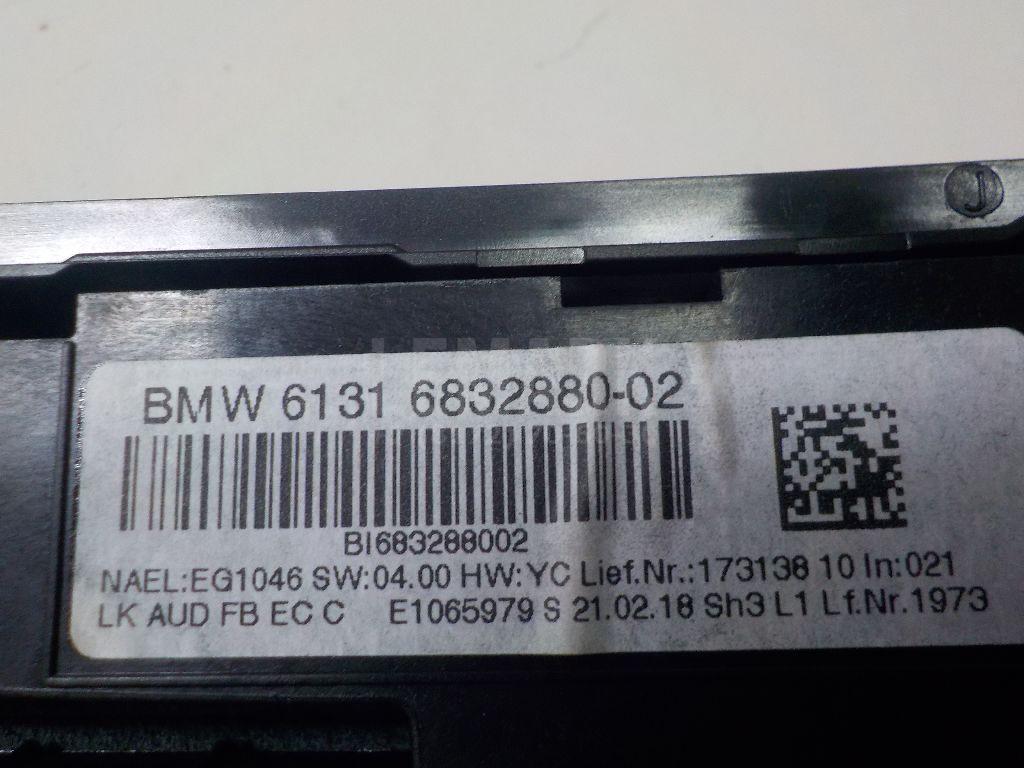 J
BMW 6131 6832880-02
BI683288002
NAEL:EG1046 SW:04.00 HW:YC Lief.Nr.:173138 10 In:021
LK AUD FB EC C E1065979 S 21.02.18 Sh3 L1 Lf.Nr.1973